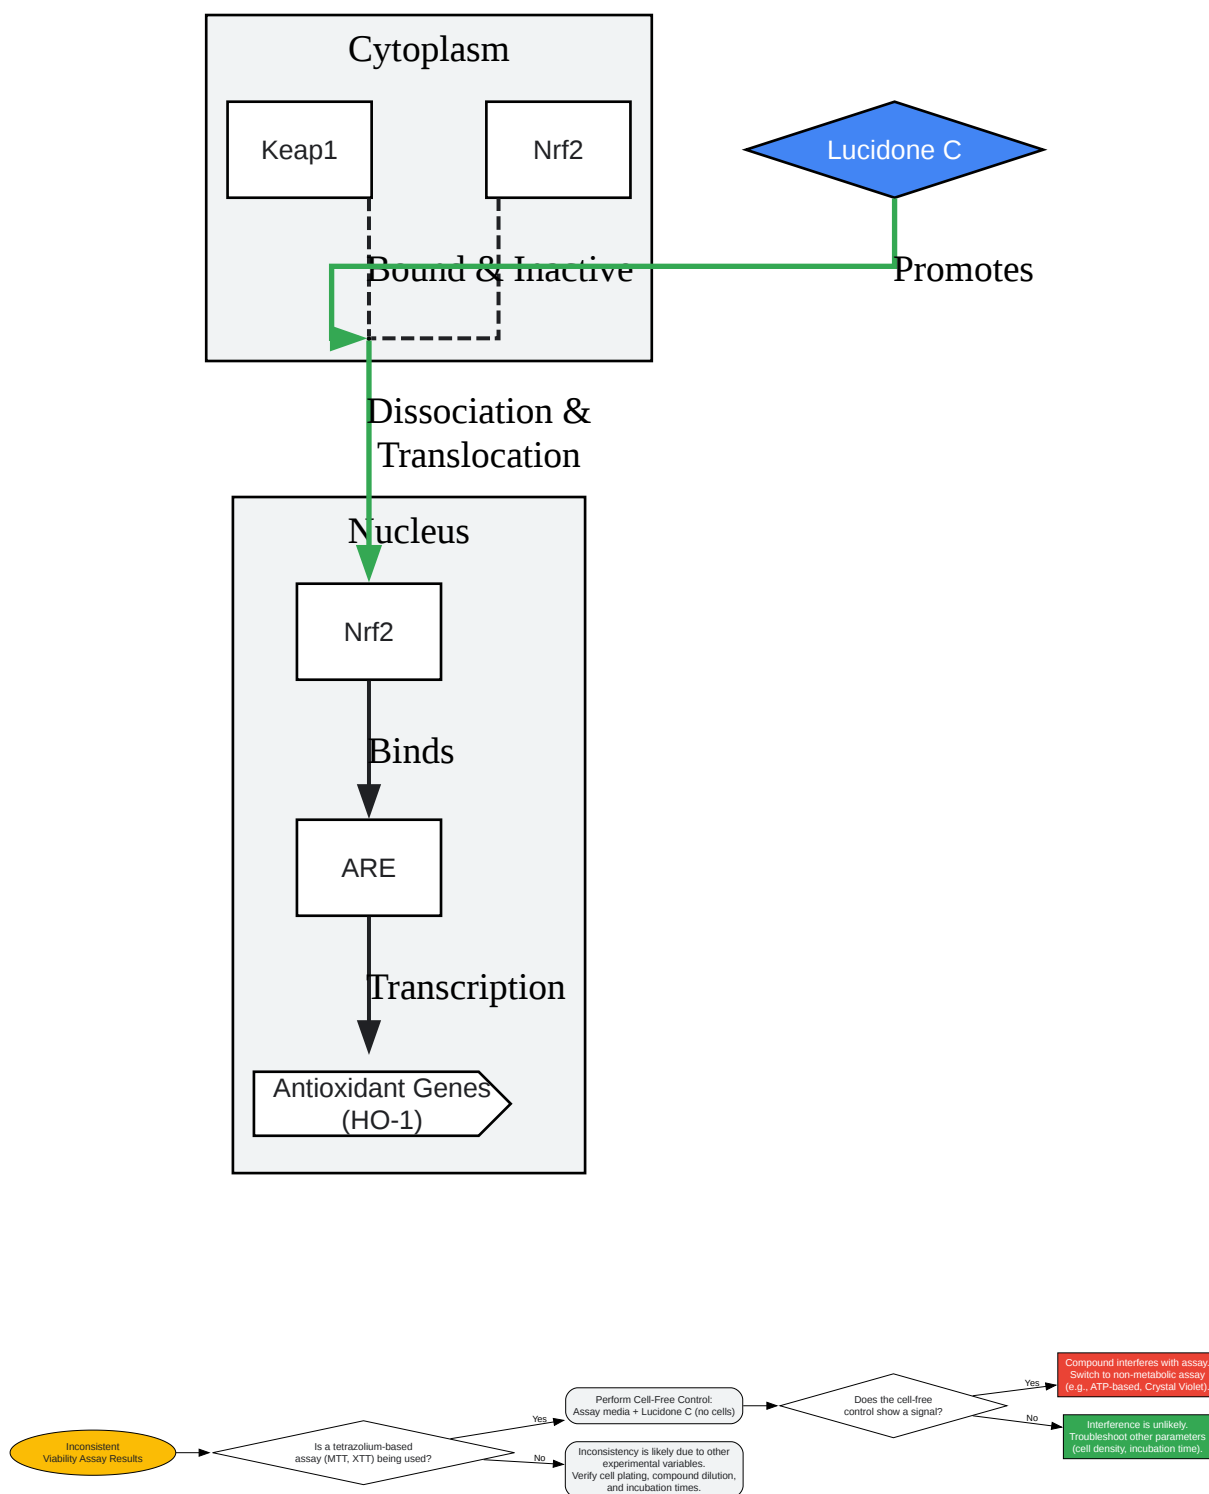 Cytoplasm
Keap1
Nrf2
Lucidone C
Bound & Inactive
Promotes
Dissociation &
Translocation
Nucleus
Nrf2
Binds
ARE
Transcription
Antioxidant Genes
(HO-1)
Inconsistent
Viability Assay Results
Is a tetrazolium-based
assay (MTT, XTT) being used?
Yes
No
Perform Cell-Free Control:
Assay media + Lucidone C (no cells)
Inconsistency is likely due to other
experimental variables.
Verify cell plating, compound dilution,
and incubation times.
Does the cell-free
control show a signal?
Yes
No
Compound interferes with assay.
Switch to non-metabolic assay
(e.g., ATP-based, Crystal Violet).
Interference is unlikely.
Troubleshoot other parameters
(cell density, incubation time).